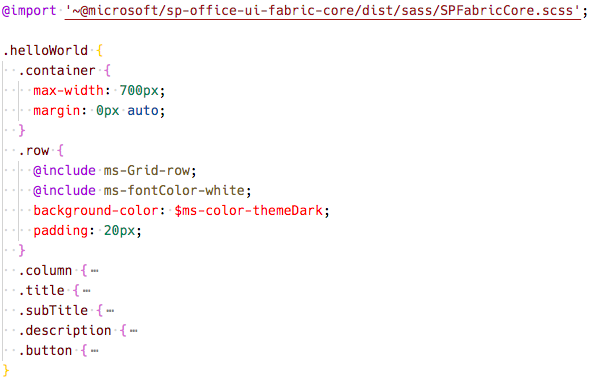 @import '~@microsoft/sp-office-ui-fabric-core/dist/sass/SPFabricCore.scss';

.helloWorld {
  .container {
    max-width: 700px;
    margin: 0px auto;
  }
  .row {
    @include ms-Grid-row;
    @include ms-fontColor-white;
    background-color: $ms-color-themeDark;
    padding: 20px;
  }
  .column {⋯
  .title {⋯
  .subTitle {⋯
  .description {⋯
  .button {⋯
}